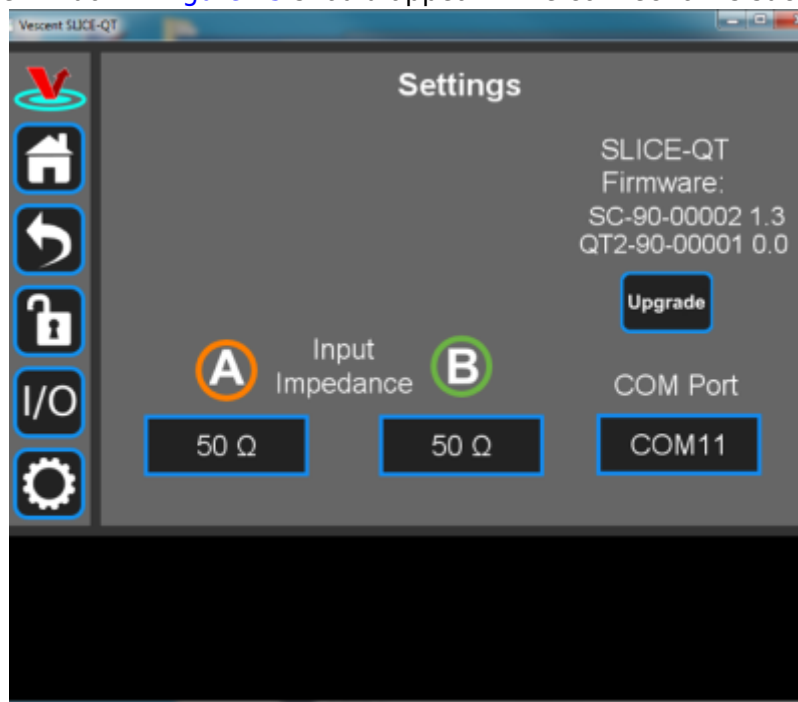 Vescent SLICE-QT
Settings
SLICE-QT
Firmware:
SC-90-00002 1.3
QT2-90-00001 0.0
Upgrade
A
Input
Impedance
B
I/O
COM Port
50 Ω
50 Ω
COM11